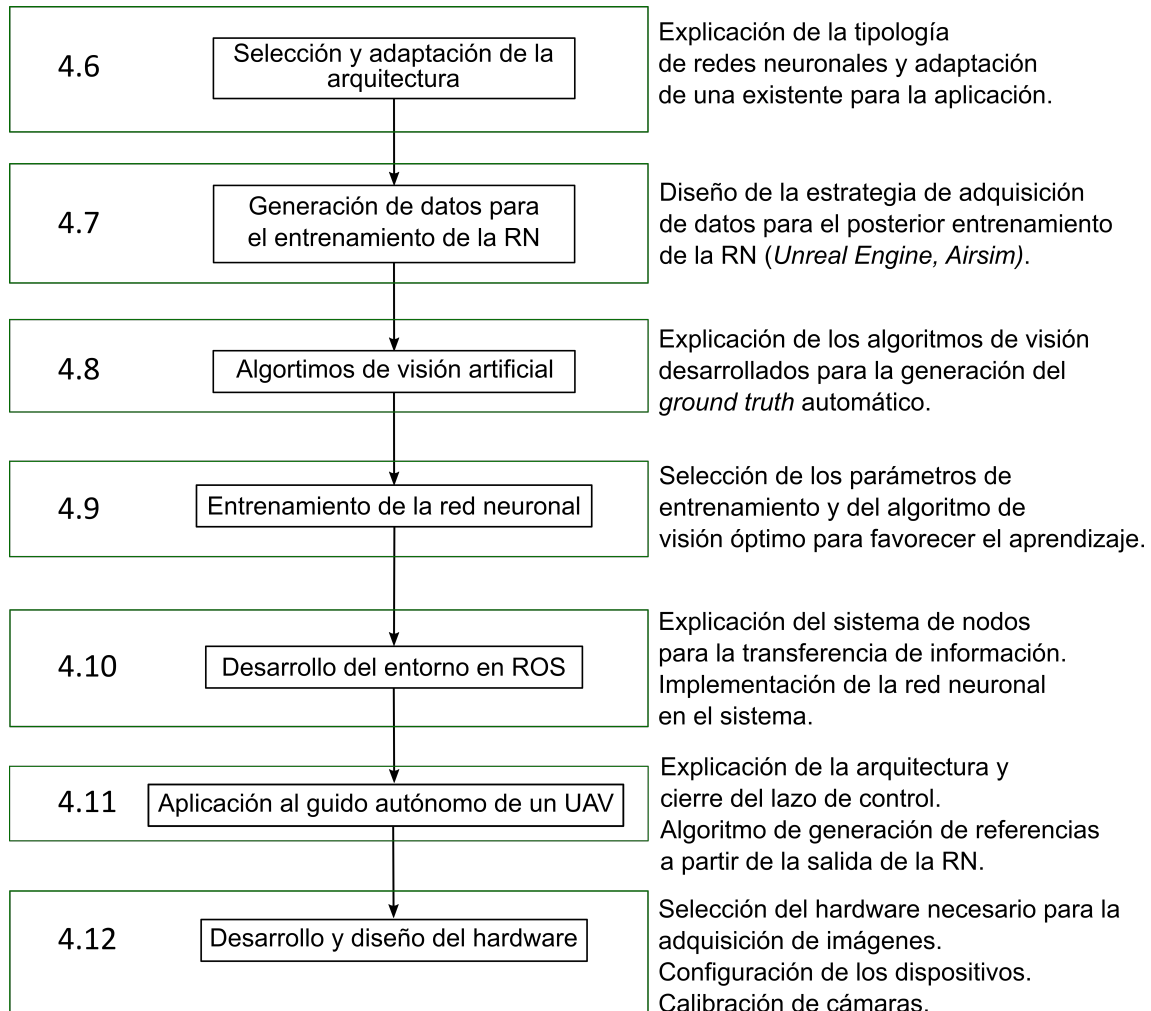 4.6
Selección y adaptación de la
arquitectura
Explicación de la tipología
de redes neuronales y adaptación
de una existente para la aplicación.
4.7
Generación de datos para
el entrenamiento de la RN
Diseño de la estrategia de adquisición
de datos para el posterior entrenamiento
de la RN (Unreal Engine, Airsim).
4.8
Algortimos de visión artificial
Explicación de los algoritmos de visión
desarrollados para la generación del
ground truth automático.
4.9
Entrenamiento de la red neuronal
Selección de los parámetros de
entrenamiento y del algoritmo de
visión óptimo para favorecer el aprendizaje.
4.10
Desarrollo del entorno en ROS
Explicación del sistema de nodos
para la transferencia de información.
Implementación de la red neuronal
en el sistema.
4.11
Aplicación al guido autónomo de un UAV
Explicación de la arquitectura y
cierre del lazo de control.
Algoritmo de generación de referencias
a partir de la salida de la RN.
4.12
Desarrollo y diseño del hardware
Selección del hardware necesario para la
adquisición de imágenes.
Configuración de los dispositivos.
Calibración de cámaras.